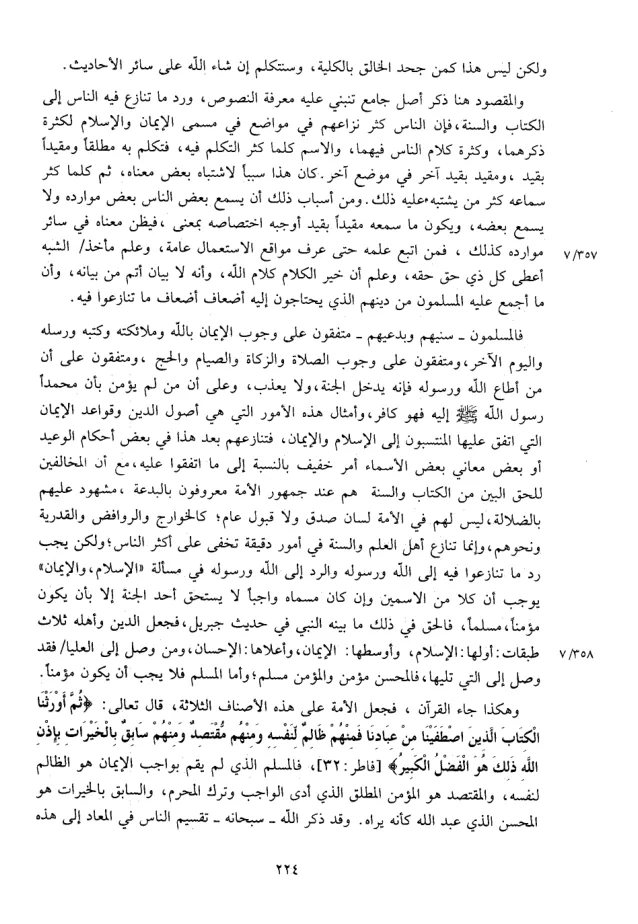 ولكن ليس هذا كمن جحد الخالق بالكلية، وسنتكلم إن شاء اللّه على سائر الأحاديث.
والمقصود هنا ذكر أصل جامع تنبني عليه معرفة النصوص، ورد ما تنازع فيه الناس إلى
الكتاب والسنة،فإن الناس كثر نزاعهم في مواضع في مسمى الإيمان والإسلام لكثرة
ذكرهما، وكثرة كلام الناس فيهما، والاسم كلما كثر التكلم فيه، فتكلم به مطلقاً ومقيداً
بقيد ،ومقيد بقيد آخر في موضع آخر.كان هذا سبباً لاشتباه بعض معناه، ثم كلما كثر
سماعه كثر من يشتبه عليه ذلك.ومن أسباب ذلك أن يسمع بعض الناس بعض موارده ولا
يسمع بعضه، ويكون ما سمعه مقيداً بقيد أوجبه اختصاصه بمعنى ،فيظن معناه في سائر
موارده كذلك ، فمن اتبع علمه حتى عرف مواقع الاستعمال عامة، وعلم مأخذ/ الشبه
٧/٣٥٧
أعطى كل ذي حق حقه، وعلم أن خير الكلام كلام اللّه، وأنه لا بيان أتم من بيانه، وأن
ما أجمع عليه المسلمون من دينهم الذي يحتاجون إليه أضعاف أضعاف ما تنازعوا فيه.
فالمسلمون ـ سنيهم وبدعيهم ـ متفقون على وجوب الإيمان باللّه وملائكته وكتبه ورسله
واليوم الآخر،ومتفقون على وجوب الصلاة والزكاة والصيام والحج ،ومتفقون على أن
من أطاع اللّه ورسوله فإنه يدخل الجنة،ولا يعذب، وعلى أن من لم يؤمن بأن محمداً
رسول اللّه ﷺ إليه فهو كافر،وأمثال هذه الأمور التي هي أصول الدين وقواعد الإيمان
التي اتفق عليها المنتسبون إلى الإسلام والإيمان، فتنازعهم بعد هذا في بعض أحكام الوعيد
أو بعض معاني بعض الأسماء أمر خفيف بالنسبة إلى ما اتفقوا عليه،مع أن المخالفين
للحق البين من الكتاب والسنة هم عند جمهور الأمة معروفون بالبدعة ،مشهود عليهم
بالضلالة،ليس لهم في الأمة لسان صدق ولا قبول عام؛ كالخوارج والروافض والقدرية
ونحوهم،وإنما تنازع أهل العلم والسنة في أمور دقيقة تخفى على أكثر الناس؛ولكن يجب
رد ما تنازعوا فيه إلى اللّه ورسوله والرد إلى اللّه ورسوله في مسألة «الإسلام،والإيمان»
يوجب أن كلا من الاسمين وإن كان مسماه واجباً لا يستحق أحد الجنة إلا بأن يكون
مؤمناً،مسلماً، فالحق في ذلك ما بينه النبي في حديث جبريل،فجعل الدين وأهله ثلاث
طبقات: أولها:الإسلام، وأوسطها: الإيمان،وأعلاها:الإحسان،ومن وصل إلى العليا/ فقد
٧/٣٥٨
وصل إلى التي تليها،فالمحسن مؤمن والمؤمن مسلم؛وأما المسلم فلا يجب أن يكون مؤمناً.
وهكذا جاء القرآن ، فجعل الأمة على هذه الأصناف الثلاثة، قال تعالى: ﴿ثُمَّ أَوْرَثْنَا
الْكِتَابَ الَّذِينَ اصْطَفَيْنَا مِنْ عِبَادِنَا فَمِنْهُمْ ظَالِمٌ لِّنَفْسِهِ وَمِنْهُم مُّقْتَصِدٌ وَمِنْهُمْ سَابِقٌ بِالْخَيْرَاتِ بِإِذْنِ
اللَّهِ ذَلِكَ هُوَ الْفَضْلُ الْكَبِيرُ﴾ [فاطر:٣٢]، فالمسلم الذي لم يقم بواجب الإيمان هو الظالم
لنفسه، والمقتصد هو المؤمن المطلق الذي أدى الواجب وترك المحرم، والسابق بالخيرات هو
المحسن الذي عبد اللّه كأنه يراه. وقد ذكر اللّه ـ سبحانه ـ تقسيم الناس في المعاد إلى هذه
٢٢٤